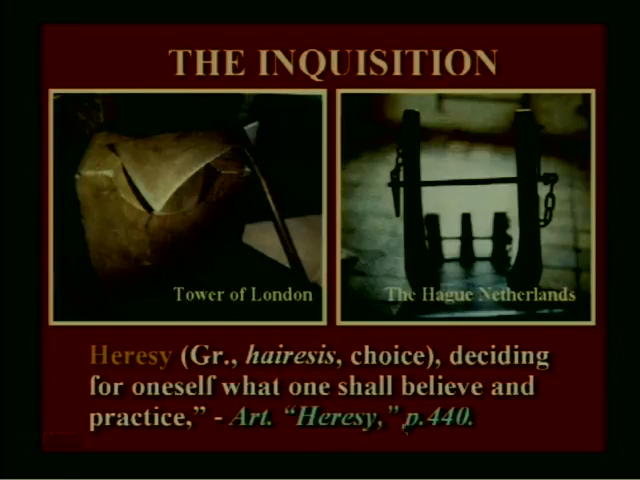 THE INQUISITION
Tower of London
The Hague Netherlands
Heresy (Gr., hairesis, choice), deciding
for oneself what one shall believe and
practice,” - Art. “Heresy,” p.440.